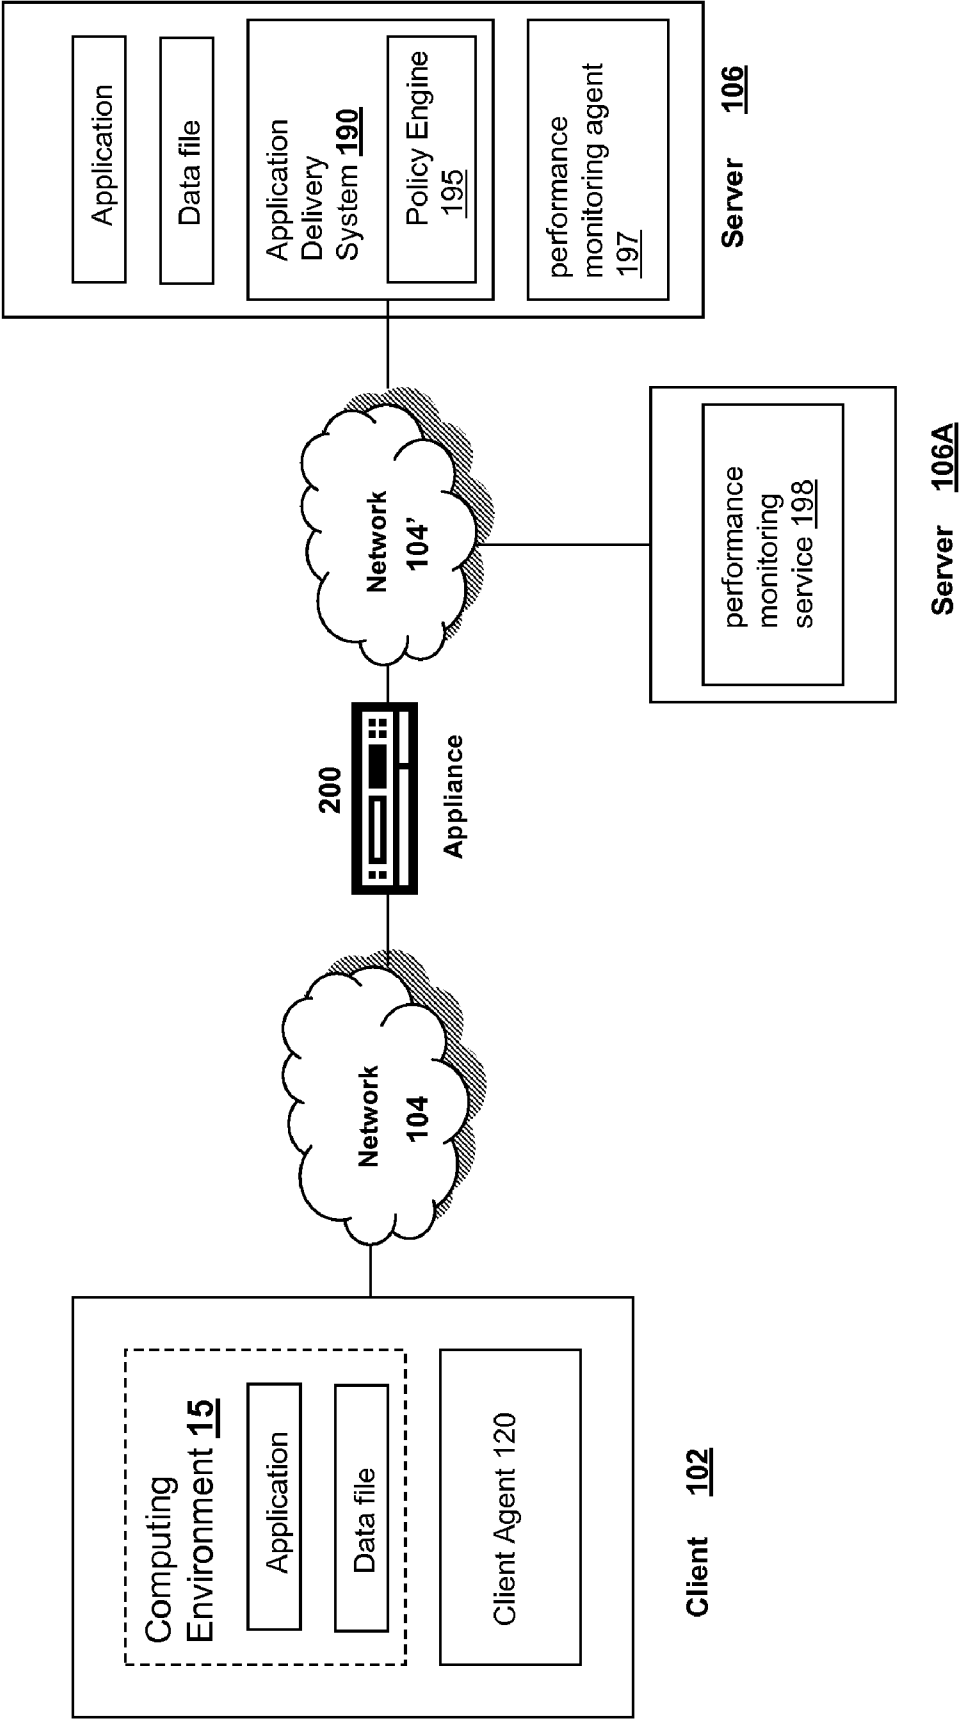 Computing
Environment 15
Application
Data file
Client Agent 120
Client 102
Network
104
200
Appliance
Network
104’
Application
Data file
Application
Delivery
System 190
Policy Engine
195
performance
monitoring agent
197
Server 106
performance
monitoring
service 198
Server 106A